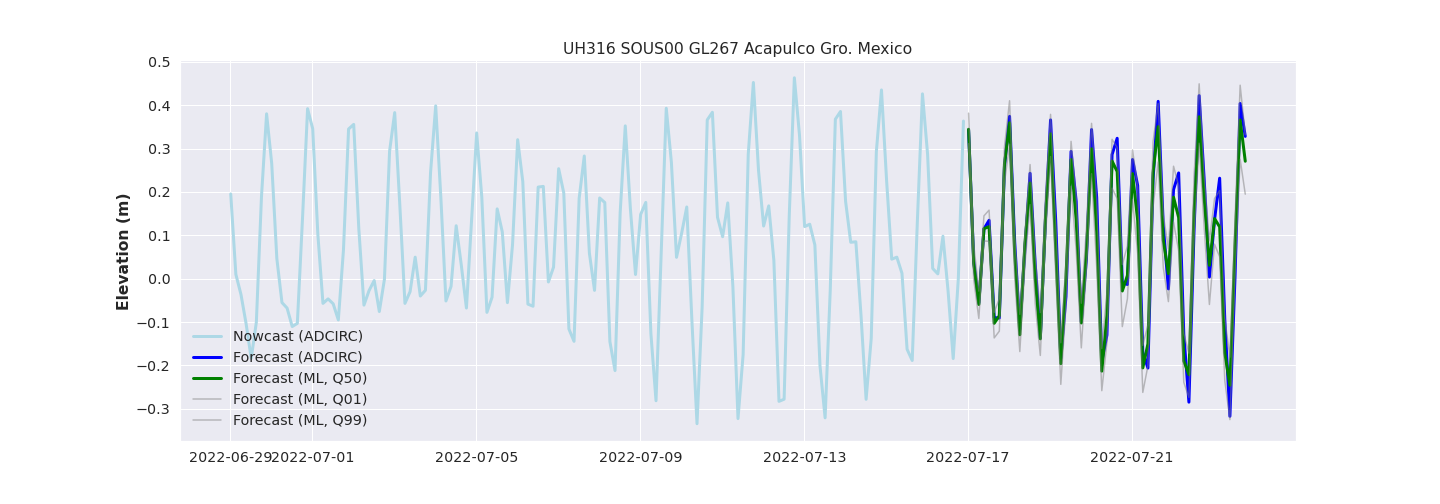 UH316 SOUS00 GL267 Acapulco Gro. Mexico
Elevation (m)
0.5
0.4
0.3
0.2
0.1
0.0
−0.1
−0.2
−0.3
Nowcast (ADCIRC)
Forecast (ADCIRC)
Forecast (ML, Q50)
Forecast (ML, Q01)
Forecast (ML, Q99)
2022-06-29 2022-07-01 2022-07-05 2022-07-09 2022-07-13 2022-07-17 2022-07-21